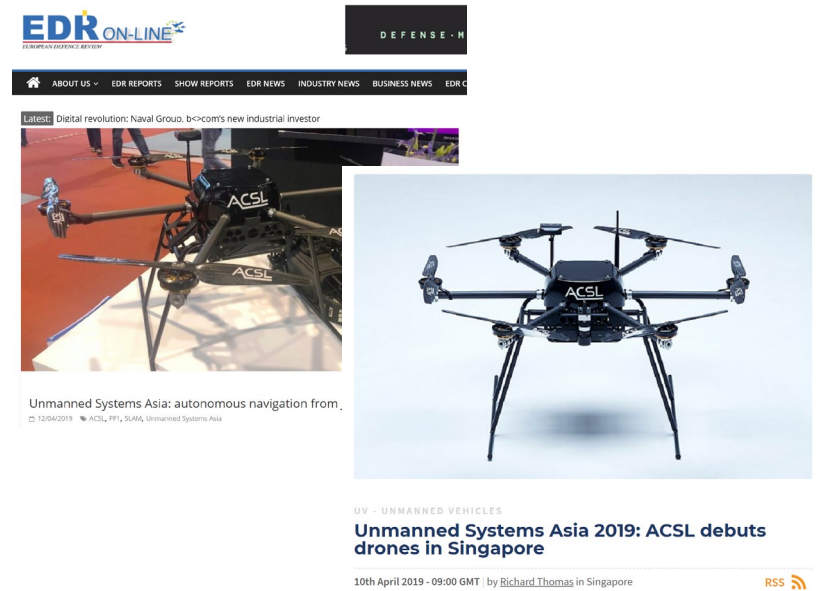 EDR ON-LINE
EUROPEAN DEFENCE REVIEW
DEFENSE · M
ABOUT US EDR REPORTS SHOW REPORTS EDR NEWS INDUSTRY NEWS BUSINESS NEWS EDR
Latest: Digital revolution: Naval Group, b<>com's new industrial investor
ACSL
ACSL
Unmanned Systems Asia: autonomous navigation from
12/04/2019 ACSL, PF1, SLAM, Unmanned Systems Asia
ACSL
UV - UNMANNED VEHICLES
Unmanned Systems Asia 2019: ACSL debuts
drones in Singapore
10th April 2019 - 09:00 GMT | by Richard Thomas in Singapore
RSS